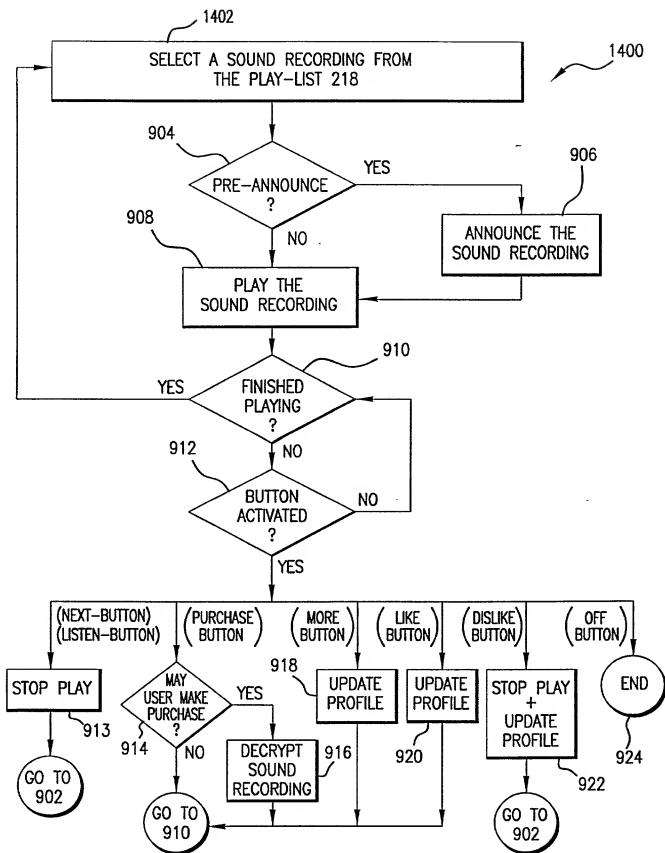 1402
SELECT A SOUND RECORDING FROM
THE PLAY-LIST 218
1400
904
PRE-ANNOUNCE
?
YES
NO
906
ANNOUNCE THE
SOUND RECORDING
908
PLAY THE
SOUND RECORDING
910
YES
FINISHED
PLAYING
?
NO
912
BUTTON
ACTIVATED
?
NO
YES
(NEXT-BUTTON)
(LISTEN-BUTTON)
(PURCHASE
BUTTON)
(MORE
BUTTON)
(LIKE
BUTTON)
(DISLIKE
BUTTON)
(OFF
BUTTON)
STOP PLAY
913
GO TO
902
MAY
USER MAKE
PURCHASE
?
914
YES
NO
DECRYPT
SOUND
RECORDING
916
GO TO
910
918
UPDATE
PROFILE
UPDATE
PROFILE
920
STOP PLAY
+
UPDATE
PROFILE
922
GO TO
902
END
924